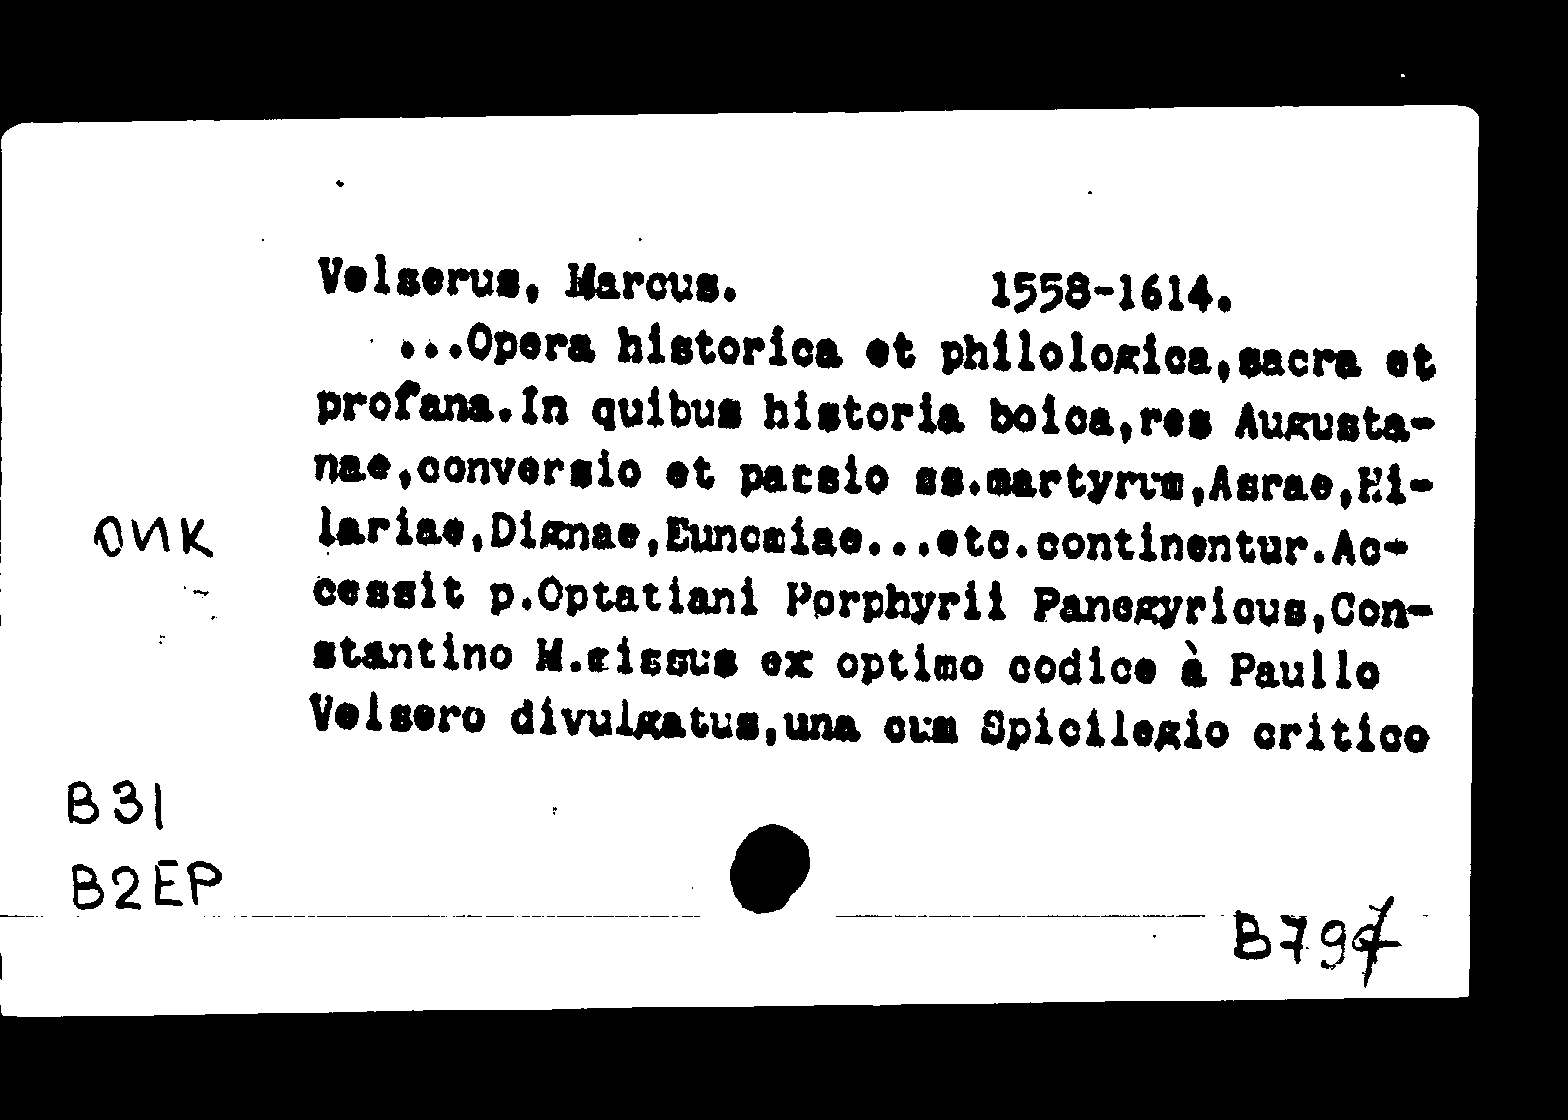 Velserus, Marcus. 1558-1614.
...Opera historica et philologica,sacra et
profana.In quibus historia boica,res Augusta-
nae,conversio et passio ss.martyrum,Asrae,Hi-
lariae,Dignae,Eunomiae...etc.continentur.Ac-
cessit p.Optatiani Porphyrii Panegyricus,Con-
stantino M.missus ex optimo codice à Paullo
Velsero divulgatus,una cum Spicilegio critico
ОИК
B31
B2EP
B797